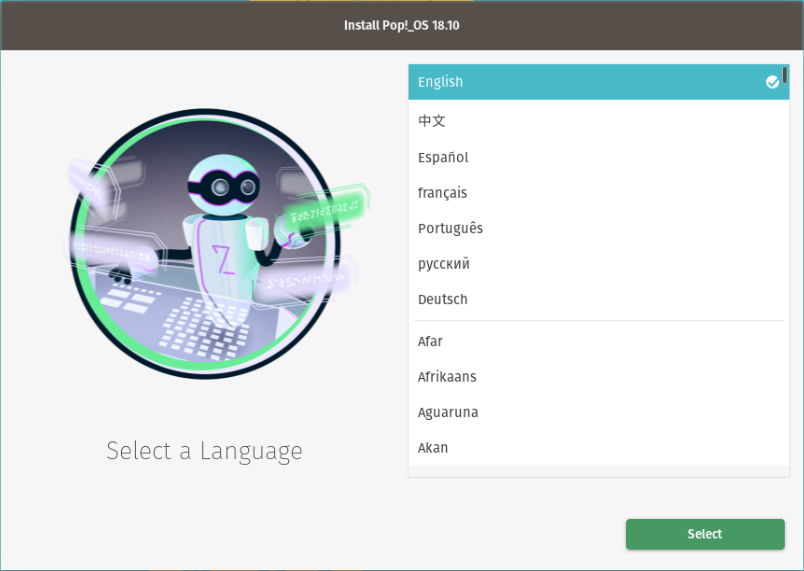 Install Pop!_OS 18.10
Select a Language
English
中文
Español
français
Português
русский
Deutsch
Afar
Afrikaans
Aguaruna
Akan
Select